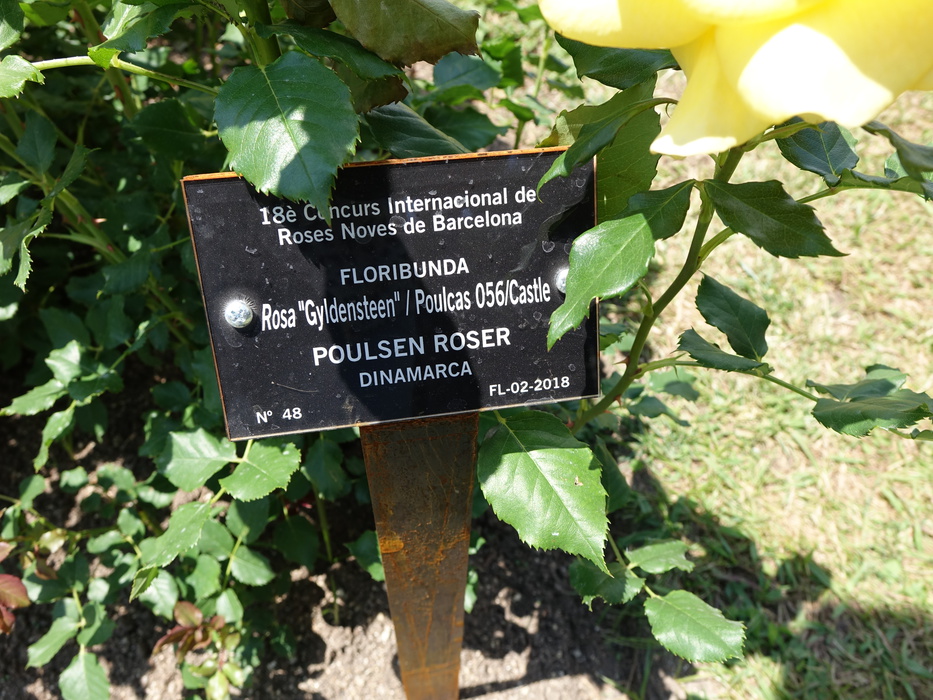 18è Concurs Internacional de
Roses Noves de Barcelona
FLORIBUNDA
Rosa "Gyldensteen" / Poulcas 056/Castle
POULSEN ROSER
DINAMARCA
Nº 48
FL-02-2018